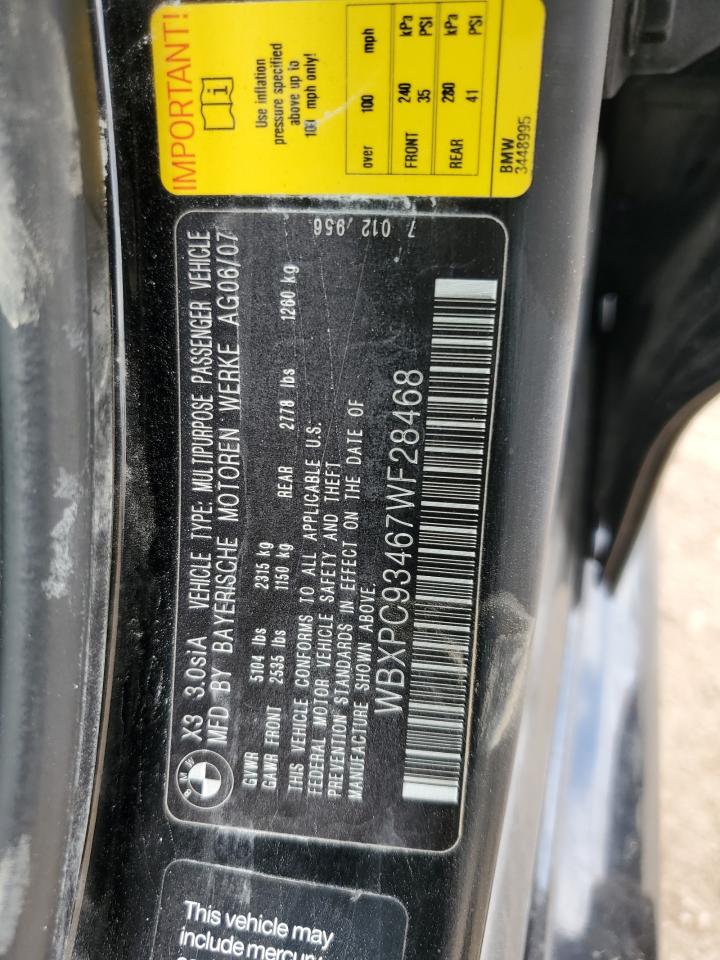 IMPORTANT!
Use inflation
pressure specified
above up to
100 mph only!
over 100 mph
kPa PSI kPa PSI
FRONT 240 35
REAR 280 41
BMW
3448995
BMW
X3 3.0siA VEHICLE TYPE: MULTIPURPOSE PASSENGER VEHICLE
MFD BY BAYERISCHE MOTOREN WERKE AG06/07
GVWR 5104 lbs 2315 kg
GAWR FRONT 2535 lbs 1150 kg REAR 2778 lbs 1260 kg
THIS VEHICLE CONFORMS TO ALL APPLICABLE U.S.
FEDERAL MOTOR VEHICLE SAFETY AND THEFT
PREVENTION STANDARDS IN EFFECT ON THE DATE OF
MANUFACTURE SHOWN ABOVE.
WBXPC93467WF28468
7 012 956
This vehicle may
include mercury